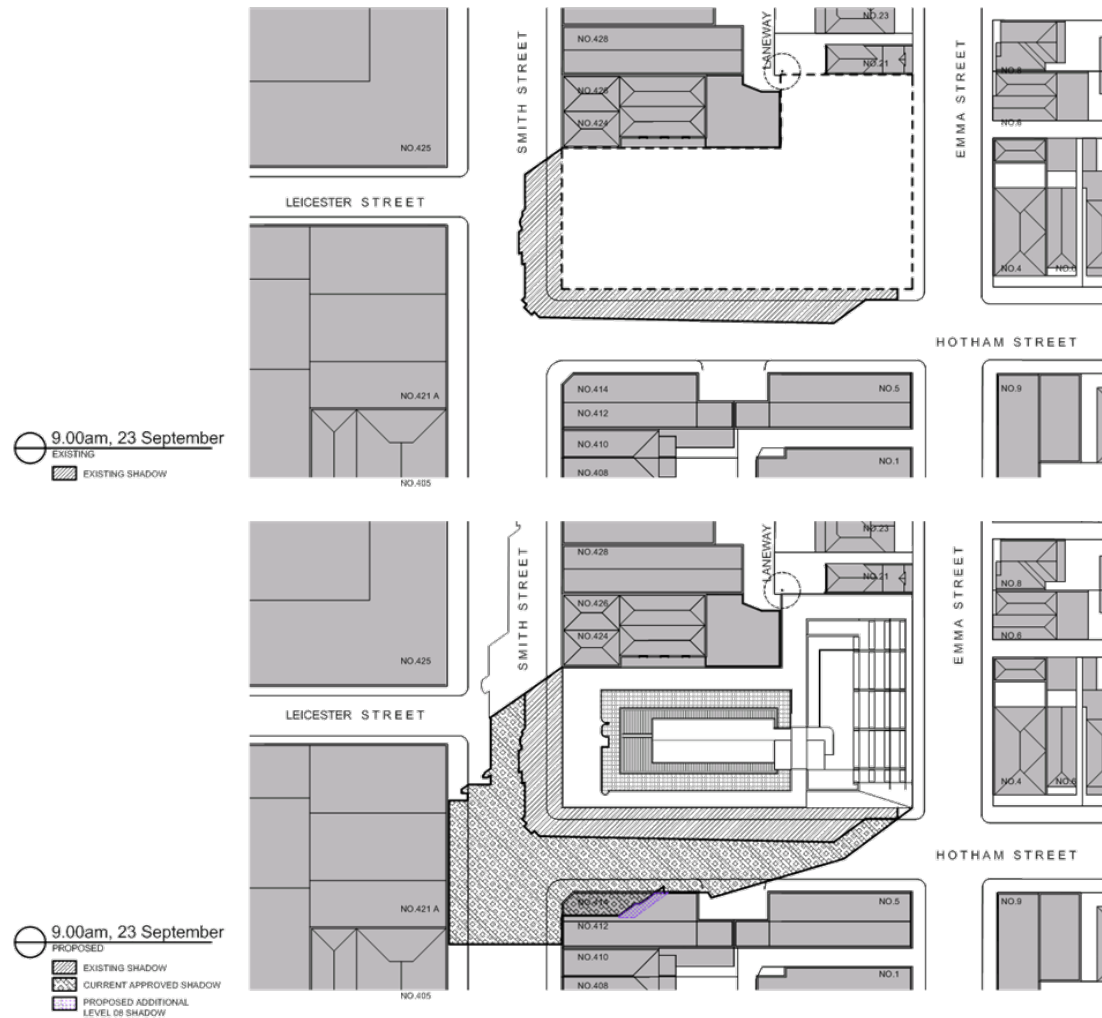 NO.428
LANEWAY
NO.23
SMITH STREET
NO.21
EMMA STREET
NO.8
NO.426
NO.424
NO.6
NO.425
LEICESTER STREET
NO.4
NO.6
HOTHAM STREET
NO.414
NO.5
NO.9
NO.421 A
NO.412
9.00am, 23 September
EXISTING
EXISTING SHADOW
NO.410
NO.408
NO.1
NO.405
NO.428
LANEWAY
NO.23
SMITH STREET
NO.21
EMMA STREET
NO.8
NO.426
NO.424
NO.6
NO.425
LEICESTER STREET
NO.4
NO.6
HOTHAM STREET
NO.414
NO.5
NO.9
NO.421 A
NO.412
9.00am, 23 September
PROPOSED
EXISTING SHADOW
CURRENT APPROVED SHADOW
PROPOSED ADDITIONAL
LEVEL 08 SHADOW
NO.410
NO.408
NO.1
NO.405